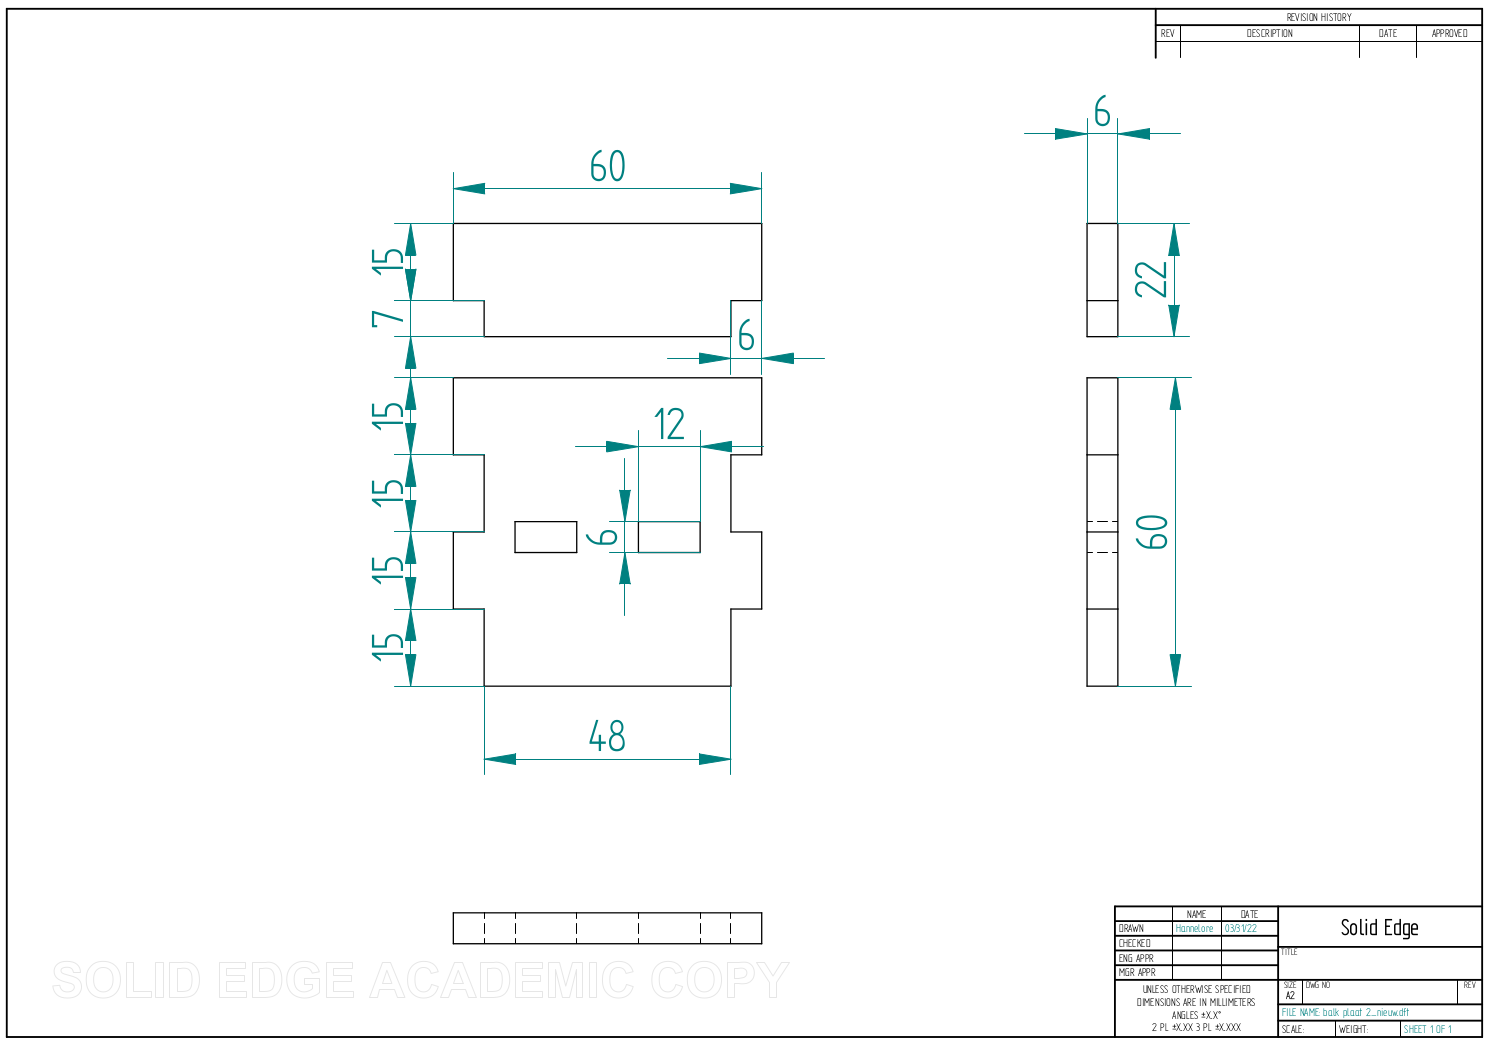 REVISION HISTORY
REV DESCRIPTION DATE APPROVED
6
60
15
22
7
6
15
12
15
6
60
15
15
48
NAME DATE
Solid Edge
DRAWN Hannelore 03/31/22
CHECKED
TITLE
ENG APPR
MGR APPR
SOLID EDGE ACADEMIC COPY
UNLESS OTHERWISE SPECIFIED
DIMENSIONS ARE IN MILLIMETERS
ANGLES ±X.X°
2 PL ±X.XX 3 PL ±X.XXX
SIZE DWG NO REV
A2
FILE NAME: balk plaat 2_nieuw.dft
SCALE: WEIGHT: SHEET 1 OF 1